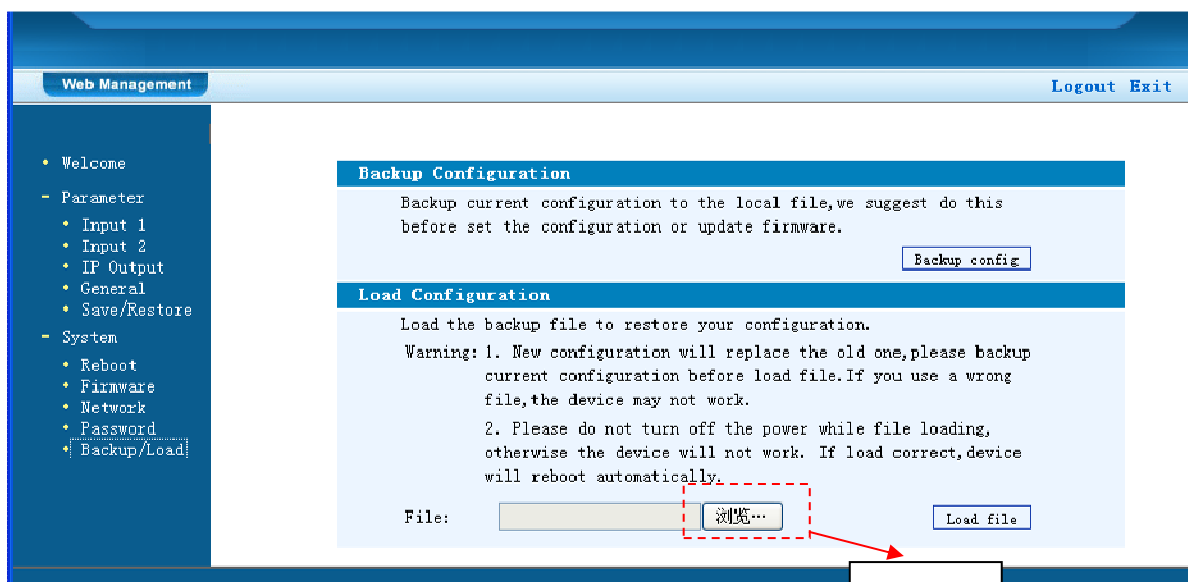 Web Management
Logout Exit
Welcome
Parameter
Input 1
Input 2
IP Output
General
Save/Restore
System
Reboot
Firmware
Network
Password
Backup/Load
Backup Configuration
Backup current configuration to the local file,we suggest do this
before set the configuration or update firmware.
Backup config
Load Configuration
Load the backup file to restore your configuration.
Warning: 1. New configuration will replace the old one,please backup
current configuration before load file.If you use a wrong
file,the device may not work.
2. Please do not turn off the power while file loading,
otherwise the device will not work. If load correct,device
will reboot automatically.
File:
浏览…
Load file